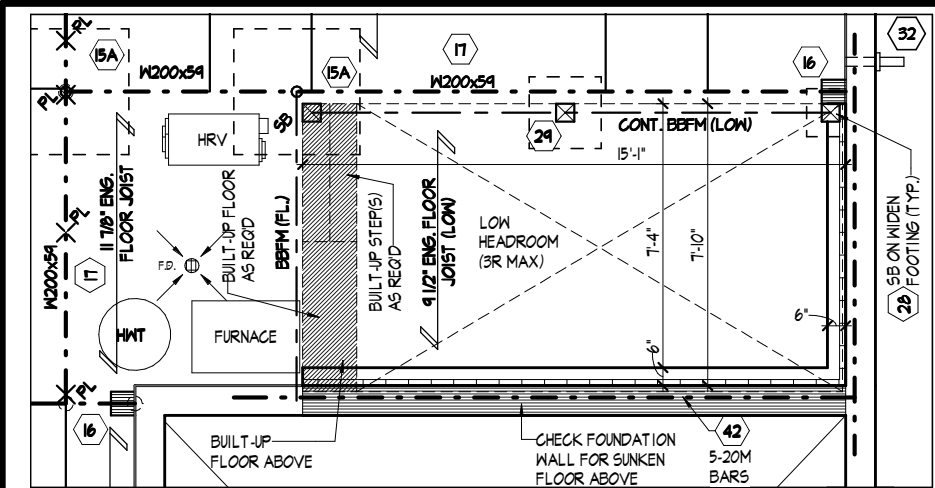 PL
15A
W200x59
15A
17
W200x59
16
32
PL
HRV
SB
29
CONT. BBFM (LOW)
15'-1"
11 7/8" ENG.
FLOOR JOIST
PL
W200x59
17
F.D.
BUILT-UP FLOOR
AS REQ'D
BBFM (FL.)
BUILT-UP STEP(S)
AS REQ'D
9 1/2" ENG. FLOOR
JOIST (LOW)
LOW
HEADROOM
(3R MAX)
7'-4"
7'-10"
SB ON WIDEN
FOOTING (TYP.)
28
6"
HWT
FURNACE
6"
PL
16
BUILT-UP
FLOOR ABOVE
CHECK FOUNDATION
WALL FOR SUNKEN
FLOOR ABOVE
42
5-20M
BARS